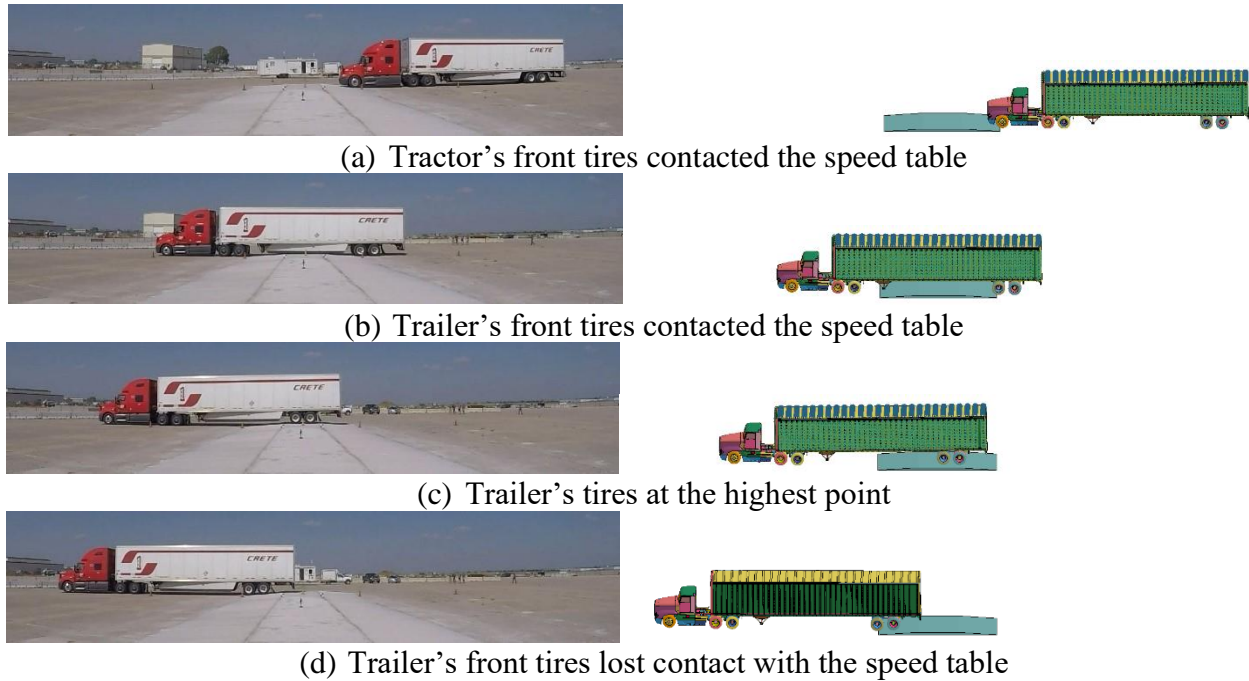 CRETE
(a) Tractor’s front tires contacted the speed table
CRETE
(b) Trailer’s front tires contacted the speed table
CRETE
(c) Trailer’s tires at the highest point
CRETE
(d) Trailer’s front tires lost contact with the speed table